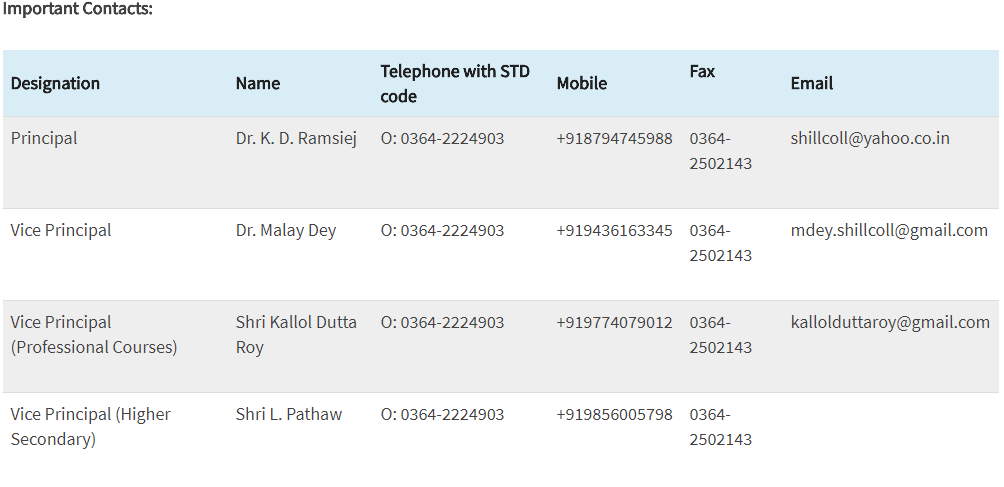 Important Contacts:
Designation Name Telephone with STD code Mobile Fax Email
Principal Dr. K. D. Ramsiej O: 0364-2224903 +918794745988 0364-2502143 shillcoll@yahoo.co.in
Vice Principal Dr. Malay Dey O: 0364-2224903 +919436163345 0364-2502143 mdey.shillcoll@gmail.com
Vice Principal (Professional Courses) Shri Kallol Dutta Roy O: 0364-2224903 +919774079012 0364-2502143 kallolduttaroy@gmail.com
Vice Principal (Higher Secondary) Shri L. Pathaw O: 0364-2224903 +919856005798 0364-2502143